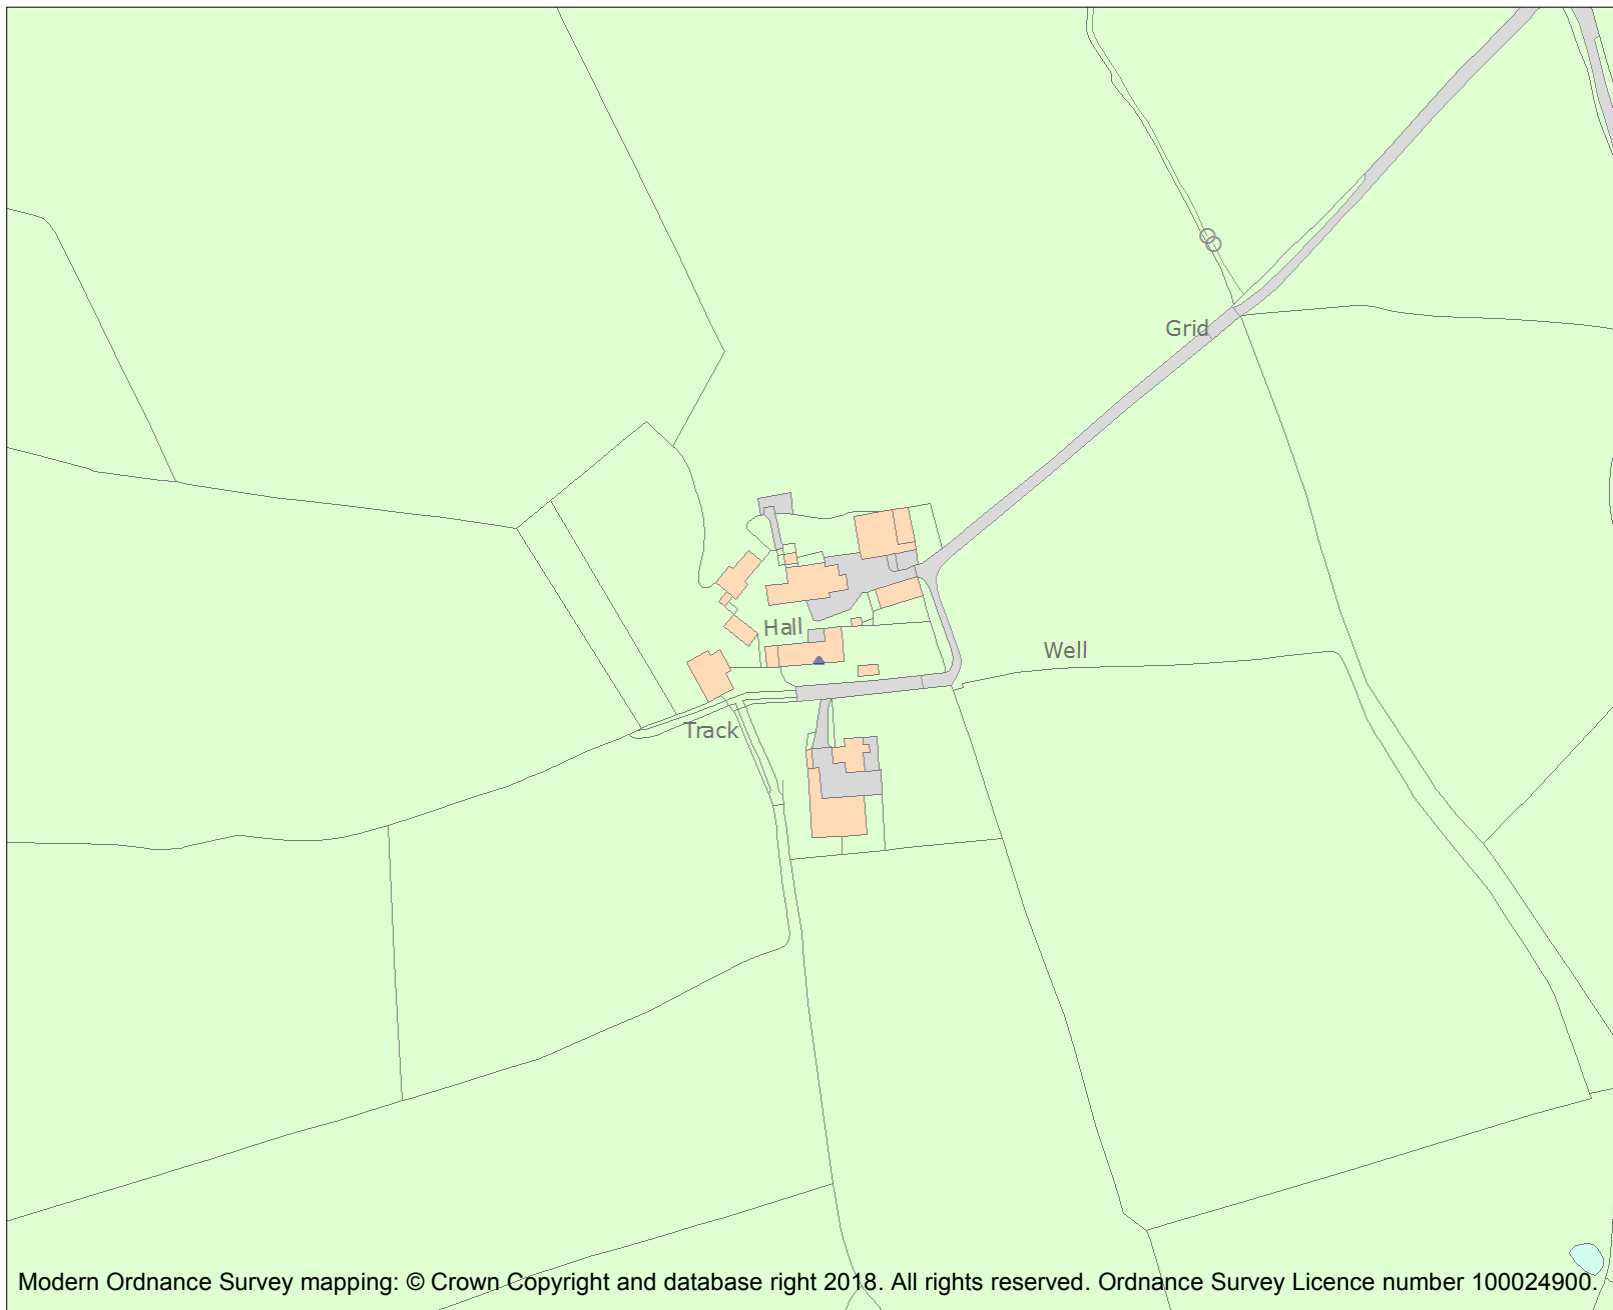 Grid
Hall
Well
Track
Modern Ordnance Survey mapping: © Crown Copyright and database right 2018. All rights reserved. Ordnance Survey Licence number 100024900.